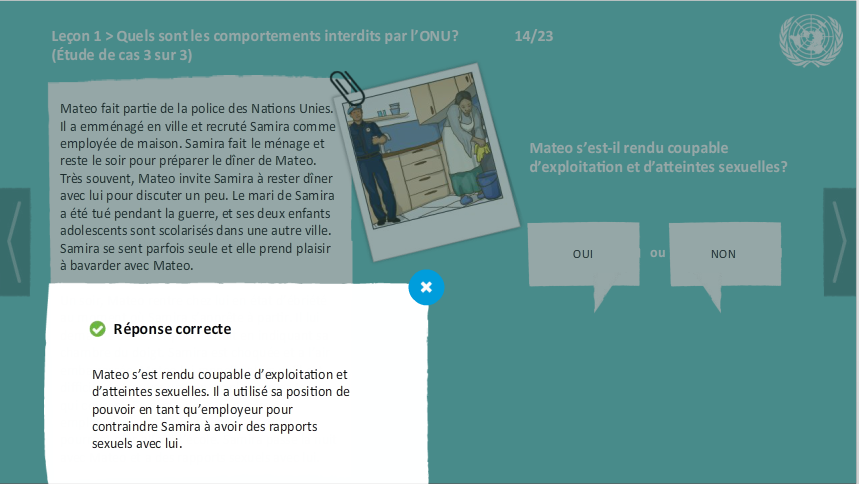 Leçon 1 > Quels sont les comportements interdits par l'ONU?
(Étude de cas 3 sur 3)
14/23
Mateo fait partie de la police des Nations Unies.
Il a emménagé en ville et recruté Samira comme
employée de maison. Samira fait le ménage et
reste le soir pour préparer le dîner de Mateo.
Très souvent, Mateo invite Samira à rester dîner
avec lui pour discuter un peu. Le mari de Samira
a été tué pendant la guerre, et ses deux enfants
adolescents sont scolarisés dans une autre ville.
Samira se sent parfois seule et elle prend plaisir
à bavarder avec Mateo.
Mateo s'est-il rendu coupable
d'exploitation et d'atteintes sexuelles?
OUI
ou
NON
Réponse correcte
Mateo s'est rendu coupable d'exploitation et
d'atteintes sexuelles. Il a utilisé sa position de
pouvoir en tant qu'employeur pour
contraindre Samira à avoir des rapports
sexuels avec lui.